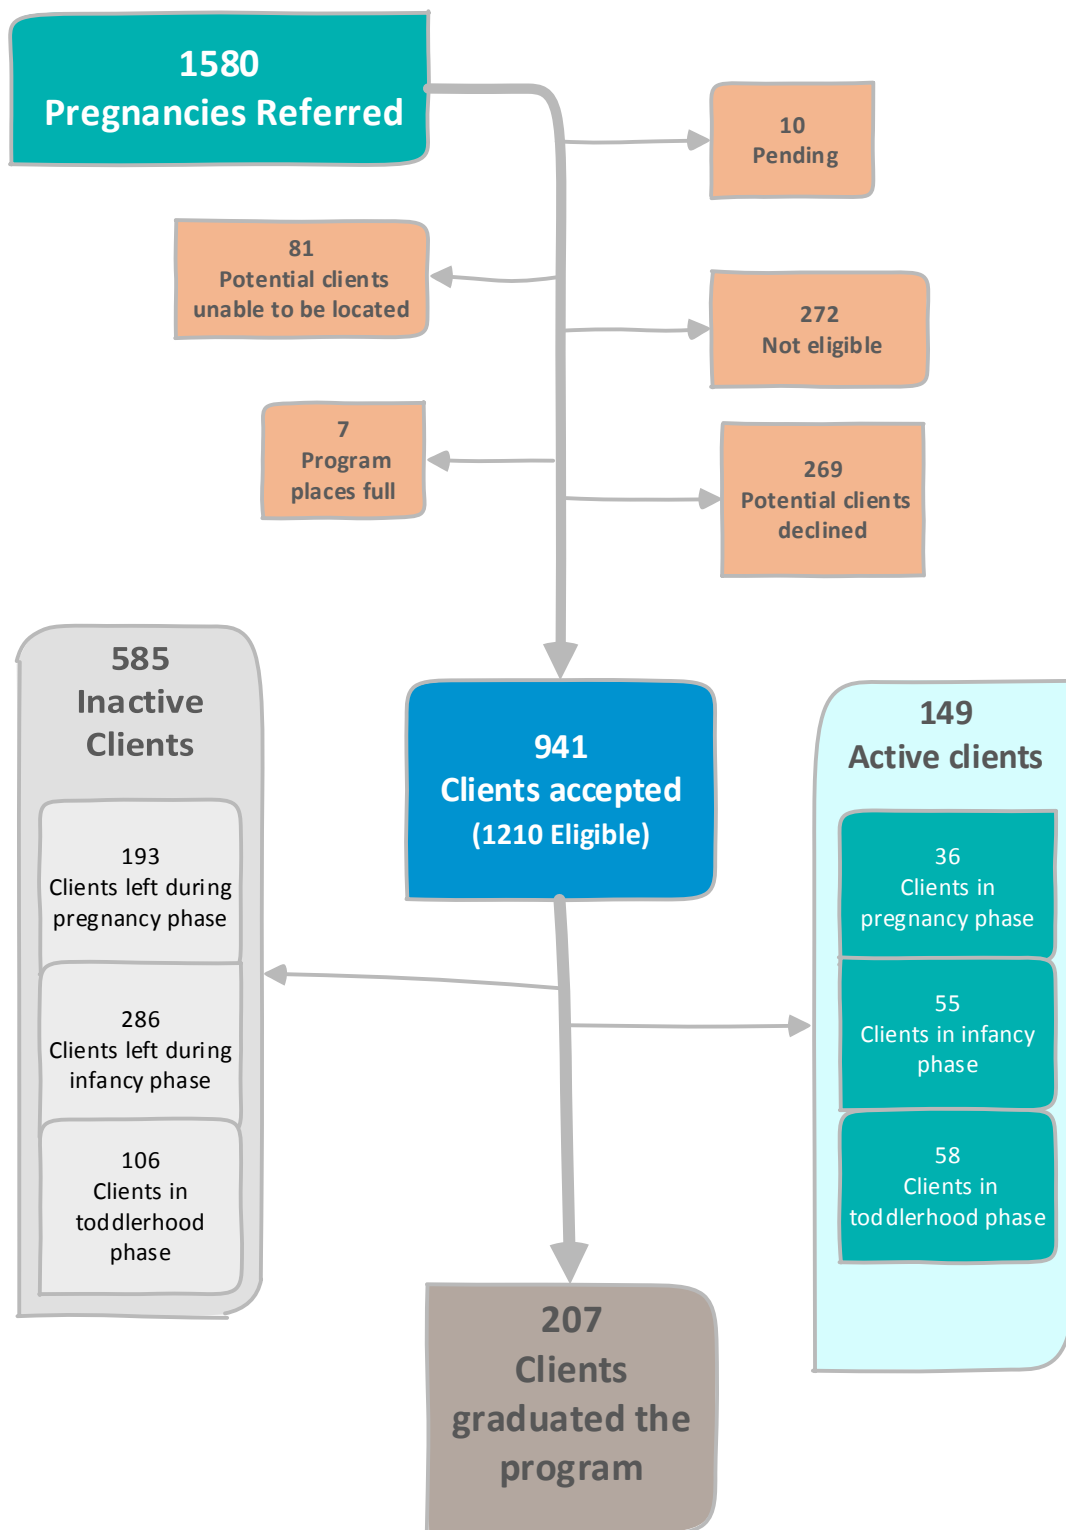 1580
Pregnancies Referred
10
Pending
81
Potential clients
unable to be located
272
Not eligible
7
Program
places full
269
Potential clients
declined
585
Inactive
Clients
193
Clients left during
pregnancy phase
286
Clients left during
infancy phase
106
Clients in
toddlerhood
phase
941
Clients accepted
(1210 Eligible)
149
Active clients
36
Clients in
pregnancy phase
55
Clients in infancy
phase
58
Clients in
toddlerhood phase
207
Clients
graduated the
program